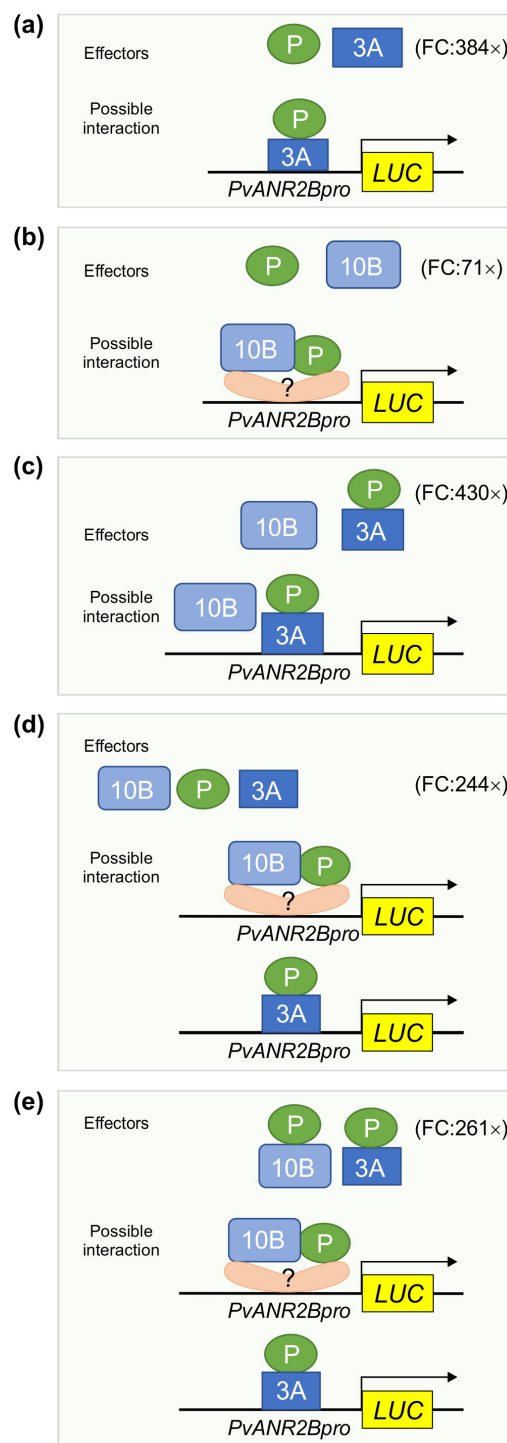 (a)
Effectors
P 3A (FC:384×)
Possible
interaction
P
3A
LUC
PvANR2Bpro
(b)
Effectors
P 10B (FC:71×)
Possible
interaction
10B P
?
LUC
PvANR2Bpro
(c)
P (FC:430×)
Effectors
10B 3A
Possible
interaction
10B P
3A
LUC
PvANR2Bpro
(d)
Effectors
10B P 3A (FC:244×)
Possible
interaction
10B P
?
LUC
PvANR2Bpro
P
3A
LUC
PvANR2Bpro
(e)
Effectors
P P (FC:261×)
10B 3A
Possible
interaction
10B P
?
LUC
PvANR2Bpro
P
3A
LUC
PvANR2Bpro